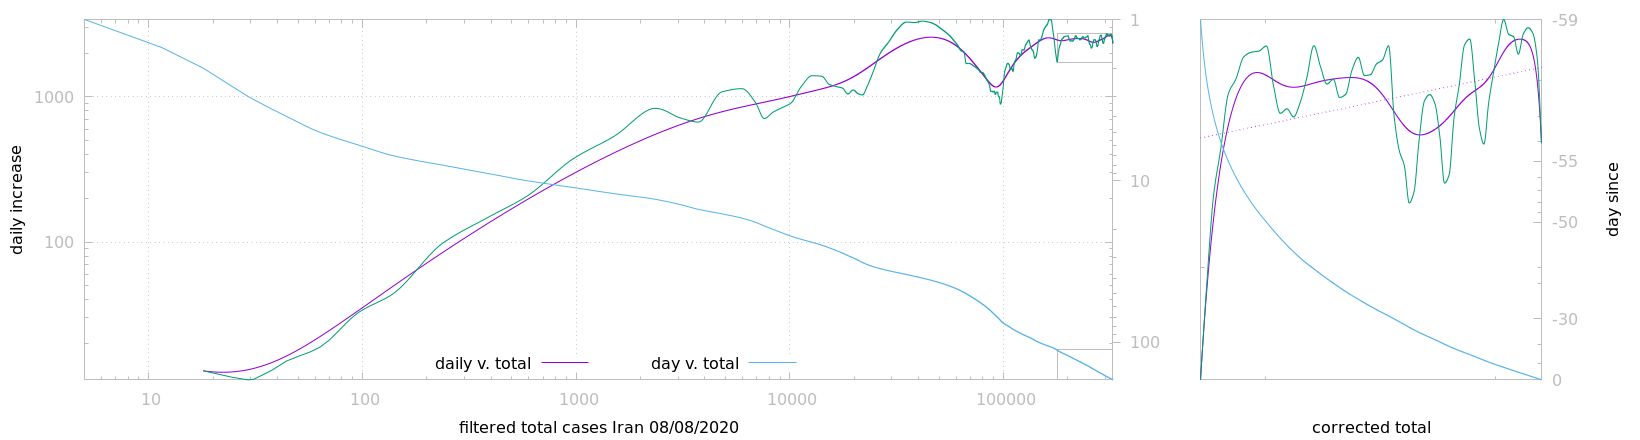 1
-59
1000
daily increase
10
-55
day since
-50
100
-30
daily v. total
day v. total
100
0
10
100
1000
10000
100000
filtered total cases Iran 08/08/2020
corrected total